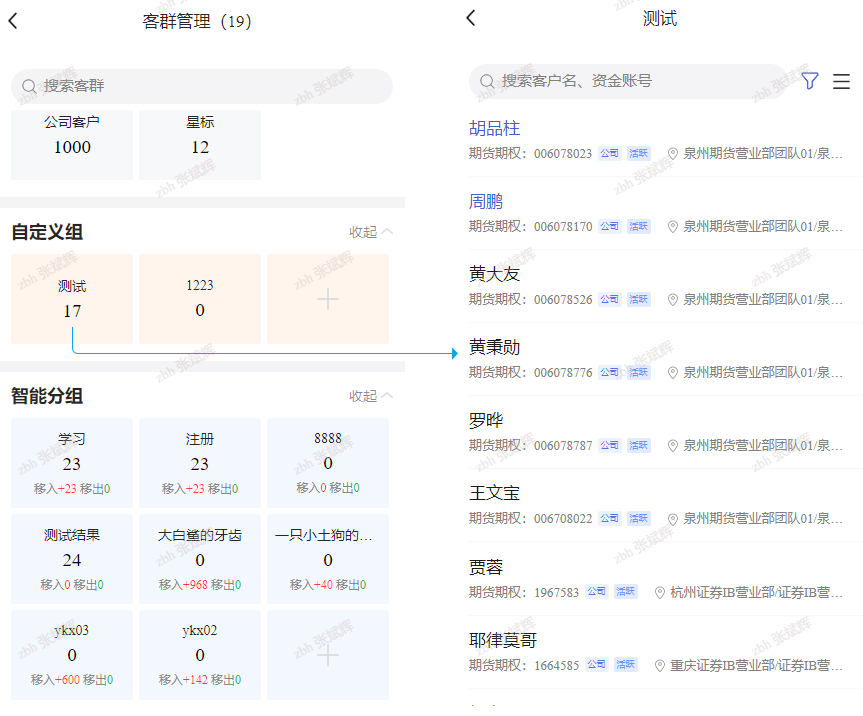 客群管理（19）
搜索客群
公司客户 星标
1000 12
自定义组 收起
测试 1223
17 0
智能分组 收起
学习 注册 8888
23 23 0
移入+23 移出0 移入+23 移出0 移入0 移出0
测试结果 大白鲨的牙齿 一只小土狗的...
24 0 0
移入0 移出0 移入+968 移出0 移入+40 移出0
ykx03 ykx02
0 0
移入+600 移出0 移入+142 移出0
测试
搜索客户名、资金账号
胡品柱
期货期权：006078023 公司 活跃 泉州期货营业部团队01/泉...
周鹏
期货期权：006078170 公司 活跃 泉州期货营业部团队01/泉...
黄大友
期货期权：006078526 公司 活跃 泉州期货营业部团队01/泉...
黄秉勋
期货期权：006078776 公司 活跃 泉州期货营业部团队01/泉...
罗晔
期货期权：006078787 公司 活跃 泉州期货营业部团队01/泉...
王文宝
期货期权：006708022 公司 活跃 泉州期货营业部团队01/泉...
贾蓉
期货期权：1967583 公司 活跃 杭州证券IB营业部/证券IB营...
耶律莫哥
期货期权：1664585 公司 活跃 重庆证券IB营业部/证券IB营...
zbh 张斌辉